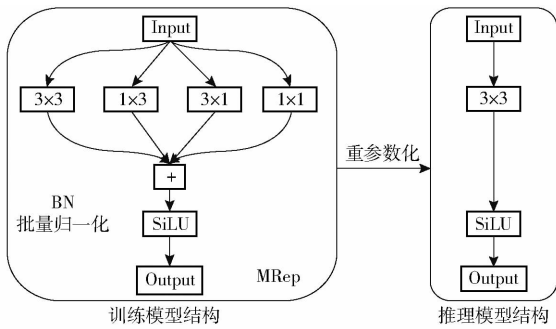 Input
3×3
1×3
3×1
1×1
+
BN
批量归一化
SiLU
Output
MRep
训练模型结构
重参数化
Input
3×3
SiLU
Output
推理模型结构